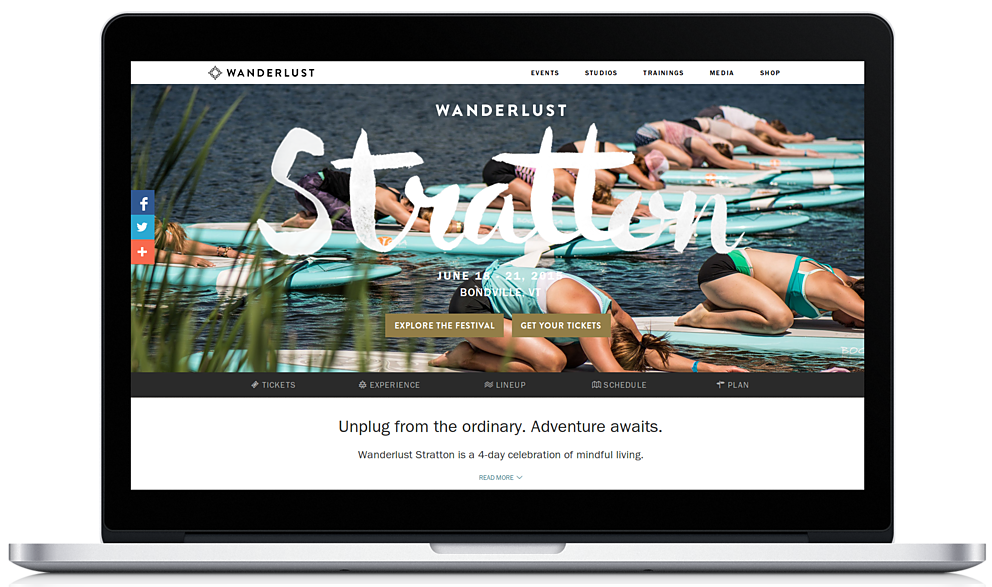 WANDERLUST
EVENTS STUDIOS TRAININGS MEDIA SHOP
WANDERLUST
Stratton
JUNE 18 - 21,
BONDVILLE, VT
EXPLORE THE FESTIVAL GET YOUR TICKETS
TICKETS EXPERIENCE LINEUP SCHEDULE PLAN
Unplug from the ordinary. Adventure awaits.
Wanderlust Stratton is a 4-day celebration of mindful living.
READ MORE